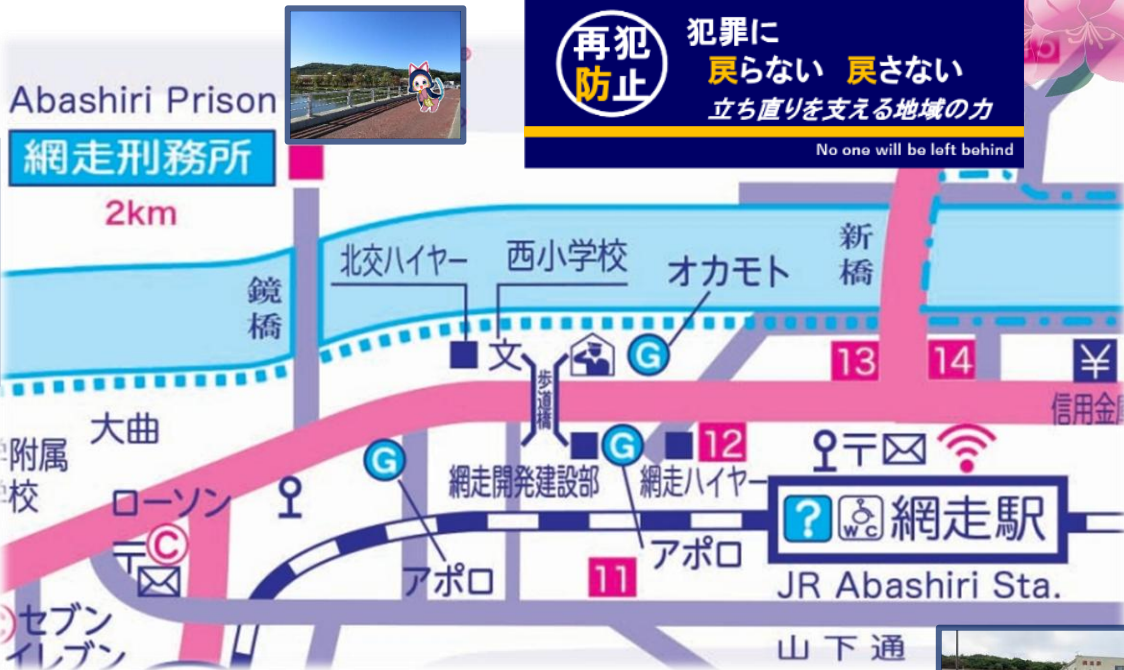 再犯
防止
犯罪に
戻らない 戻さない
立ち直りを支える地域の力
No one will be left behind
Abashiri Prison
網走刑務所
2km
鏡橋
北交ハイヤー
西小学校
オカモト
新橋
文
G
歩道橋
13
14
¥
信用金
大曲
附属
校
ローソン
〒
C
G
アポロ
網走開発建設部
G
アポロ
網走ハイヤー
12
〒
?
WC
網走駅
JR Abashiri Sta.
11
セブン
イレブン
山下通